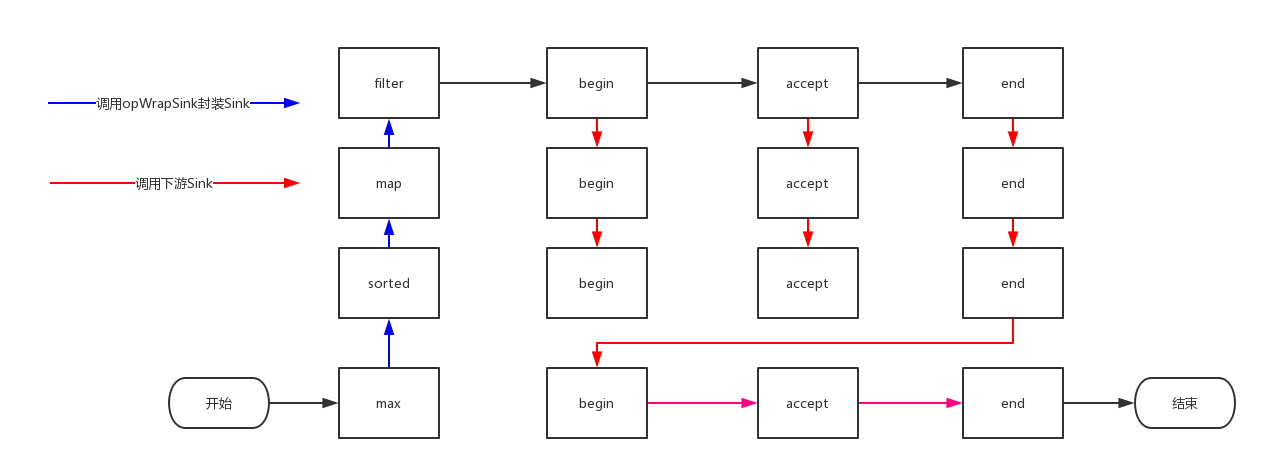 filter
begin
accept
end
调用opWrapSink封装Sink
map
begin
accept
end
调用下游Sink
sorted
begin
accept
end
开始
max
begin
accept
end
结束